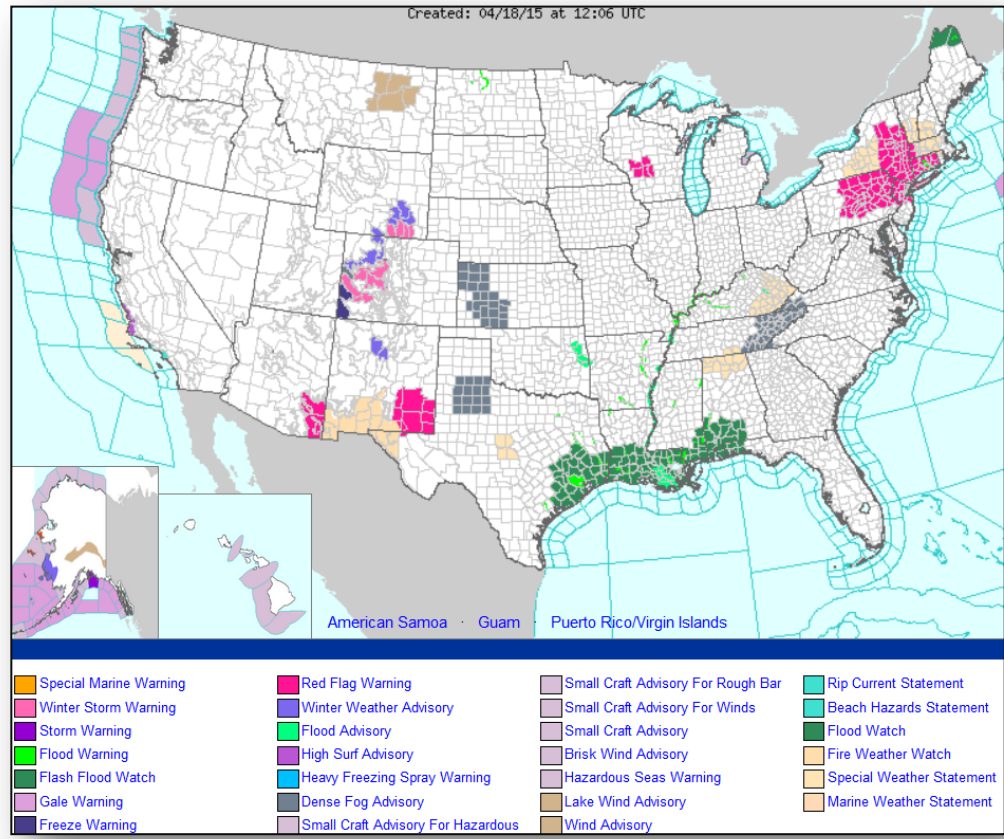 Created: 04/18/15 at 12:06 UTC
American Samoa · Guam · Puerto Rico/Virgin Islands
Special Marine Warning
Winter Storm Warning
Storm Warning
Flood Warning
Flash Flood Watch
Gale Warning
Freeze Warning
Red Flag Warning
Winter Weather Advisory
Flood Advisory
High Surf Advisory
Heavy Freezing Spray Warning
Dense Fog Advisory
Small Craft Advisory For Hazardous
Small Craft Advisory For Rough Bar
Small Craft Advisory For Winds
Small Craft Advisory
Brisk Wind Advisory
Hazardous Seas Warning
Lake Wind Advisory
Wind Advisory
Rip Current Statement
Beach Hazards Statement
Flood Watch
Fire Weather Watch
Special Weather Statement
Marine Weather Statement